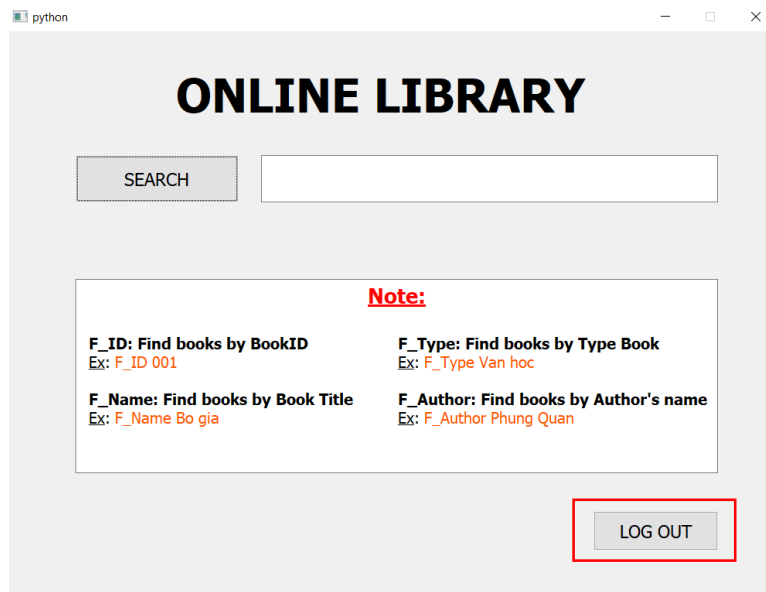 python
ONLINE LIBRARY
SEARCH
Note:
F_ID: Find books by BookID
Ex: F_ID 001
F_Name: Find books by Book Title
Ex: F_Name Bo gia
F_Type: Find books by Type Book
Ex: F_Type Van hoc
F_Author: Find books by Author's name
Ex: F_Author Phung Quan
LOG OUT